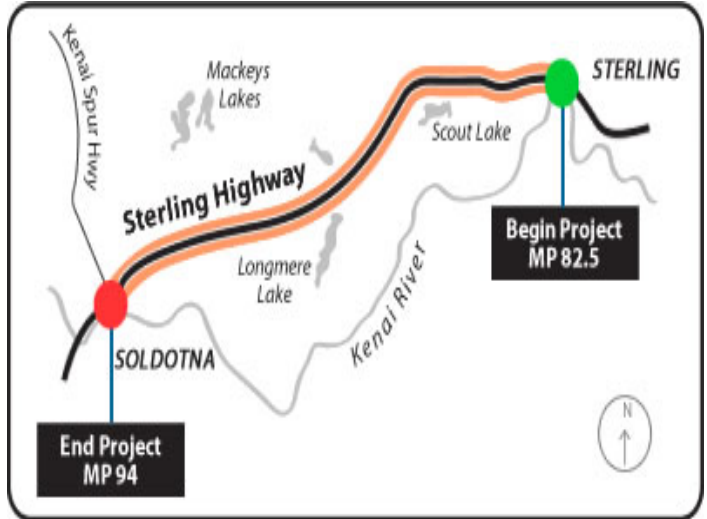 Kenai Spur Hwy
Mackeys
Lakes
STERLING
Scout Lake
Sterling Highway
Begin Project
MP 82.5
Longmere
Lake
Kenai River
SOLDOTNA
End Project
MP 94
N